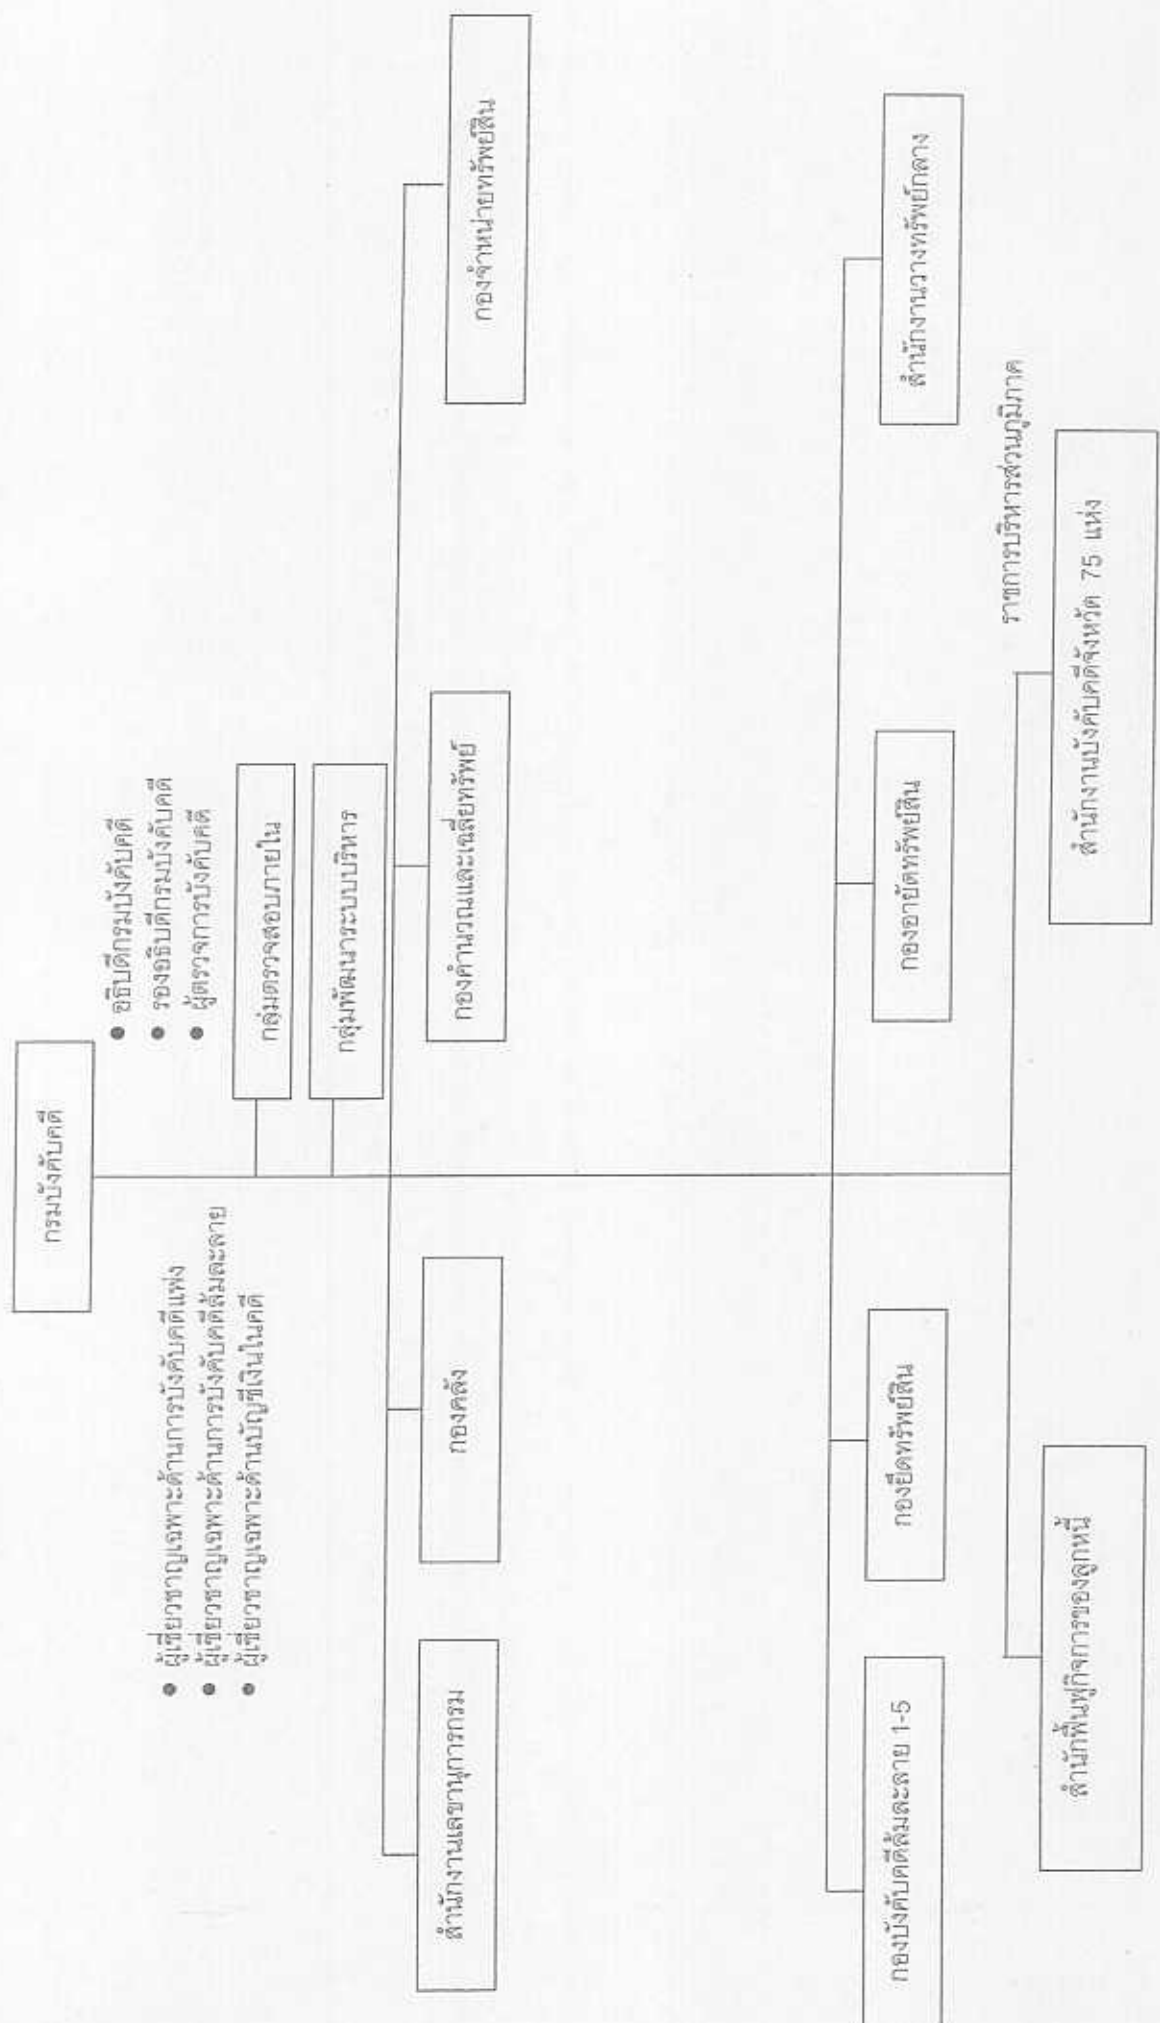 กรมบังคับคดี
● อธิบดีกรมบังคับคดี
● รองอธิบดีกรมบังคับคดี
● ผู้ตรวจการบังคับคดี
● ผู้เชี่ยวชาญเฉพาะด้านการบังคับคดีแพ่ง
● ผู้เชี่ยวชาญเฉพาะด้านการบังคับคดีล้มละลาย
● ผู้เชี่ยวชาญเฉพาะด้านบัญชีเงินในคดี
กลุ่มตรวจสอบภายใน
กลุ่มพัฒนาระบบบริหาร
สำนักงานเลขานุการกรม
กองคลัง
กองคำนวณและเฉลี่ยทรัพย์
กองจำหน่ายทรัพย์สิน
กองบังคับคดีล้มละลาย 1-5
กองยึดทรัพย์สิน
กองอายัดทรัพย์สิน
สำนักงานวางทรัพย์กลาง
ราชการบริหารส่วนภูมิภาค
สำนักฟื้นฟูกิจการของลูกหนี้
สำนักงานบังคับคดีจังหวัด 75 แห่ง